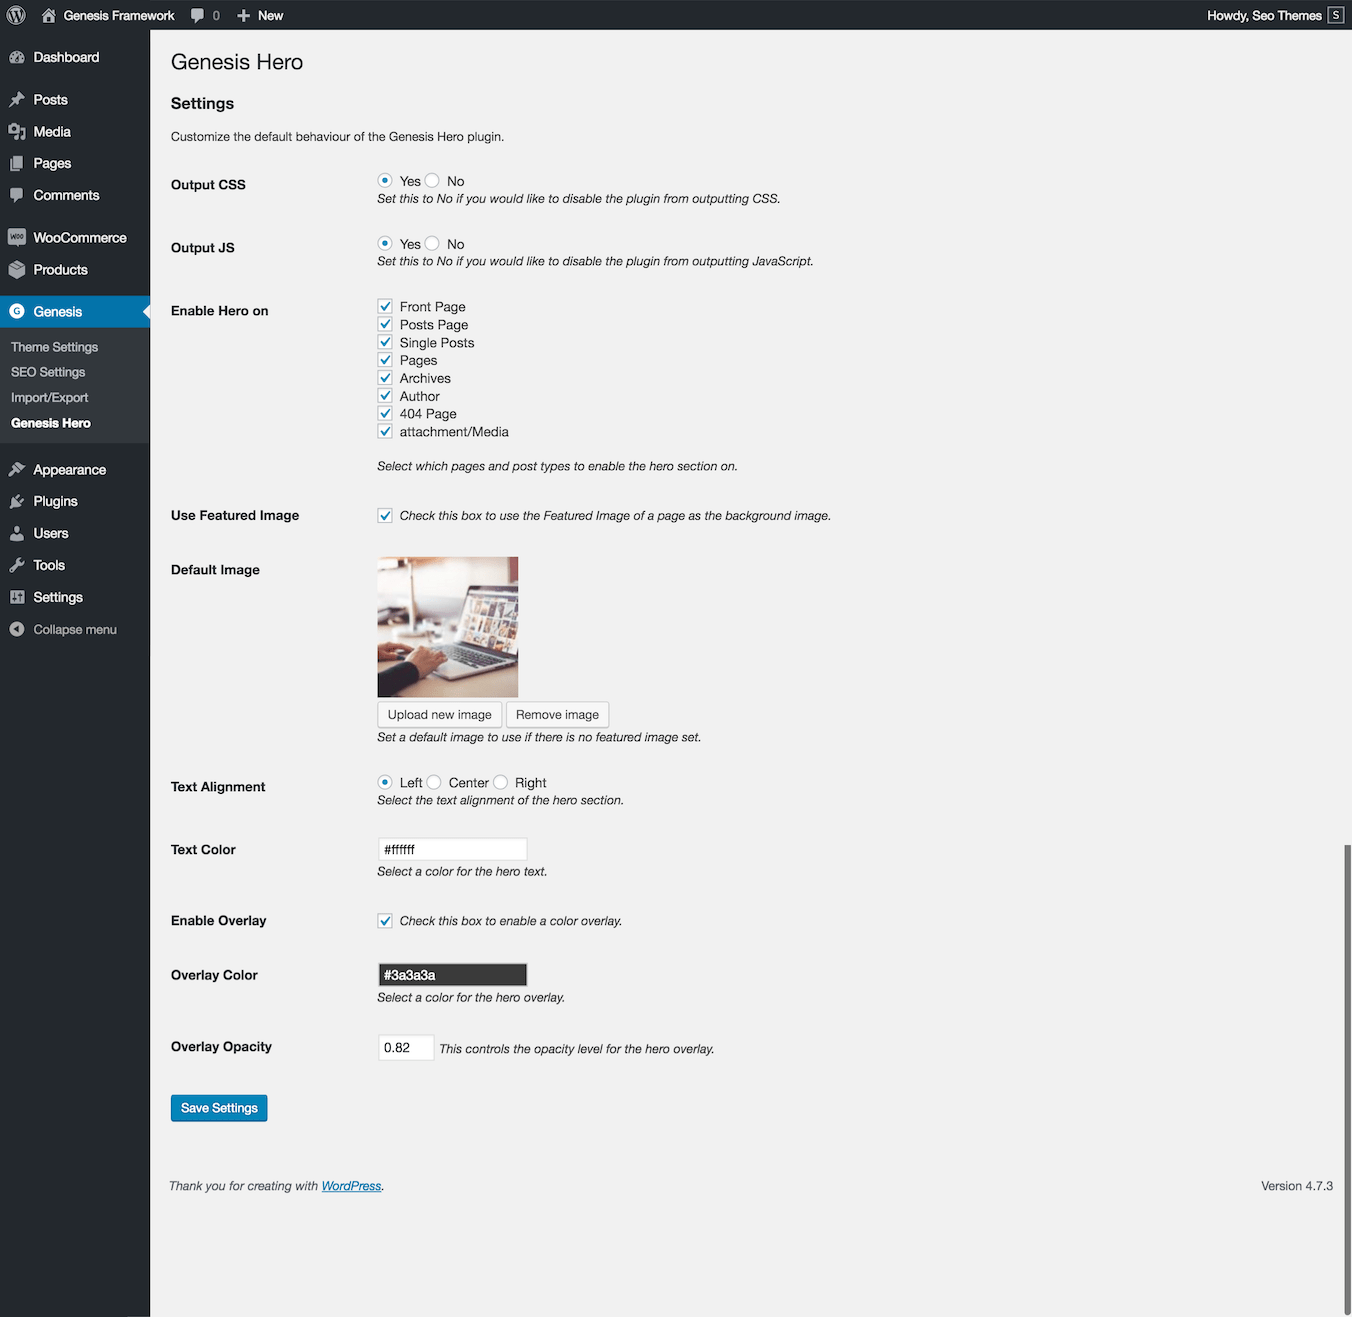 Genesis Framework 0 New
Howdy, Seo Themes S
Dashboard
Posts
Media
Pages
Comments
WOO WooCommerce
Products
G Genesis
Theme Settings
SEO Settings
Import/Export
Genesis Hero
Appearance
Plugins
Users
Tools
Settings
Collapse menu
Genesis Hero
Settings
Customize the default behaviour of the Genesis Hero plugin.
Output CSS
Yes No
Set this to No if you would like to disable the plugin from outputting CSS.
Output JS
Yes No
Set this to No if you would like to disable the plugin from outputting JavaScript.
Enable Hero on
Front Page
Posts Page
Single Posts
Pages
Archives
Author
404 Page
attachment/Media
Select which pages and post types to enable the hero section on.
Use Featured Image
Check this box to use the Featured Image of a page as the background image.
Default Image
Upload new image Remove image
Set a default image to use if there is no featured image set.
Text Alignment
Left Center Right
Select the text alignment of the hero section.
Text Color
#ffffff
Select a color for the hero text.
Enable Overlay
Check this box to enable a color overlay.
Overlay Color
#3a3a3a
Select a color for the hero overlay.
Overlay Opacity
0.82 This controls the opacity level for the hero overlay.
Save Settings
Thank you for creating with WordPress.
Version 4.7.3